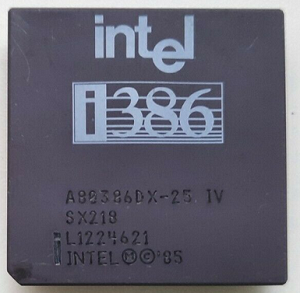 intel
i386
A80386DX-25 IV
SX218
L1224621
INTEL Ⓜ © '85